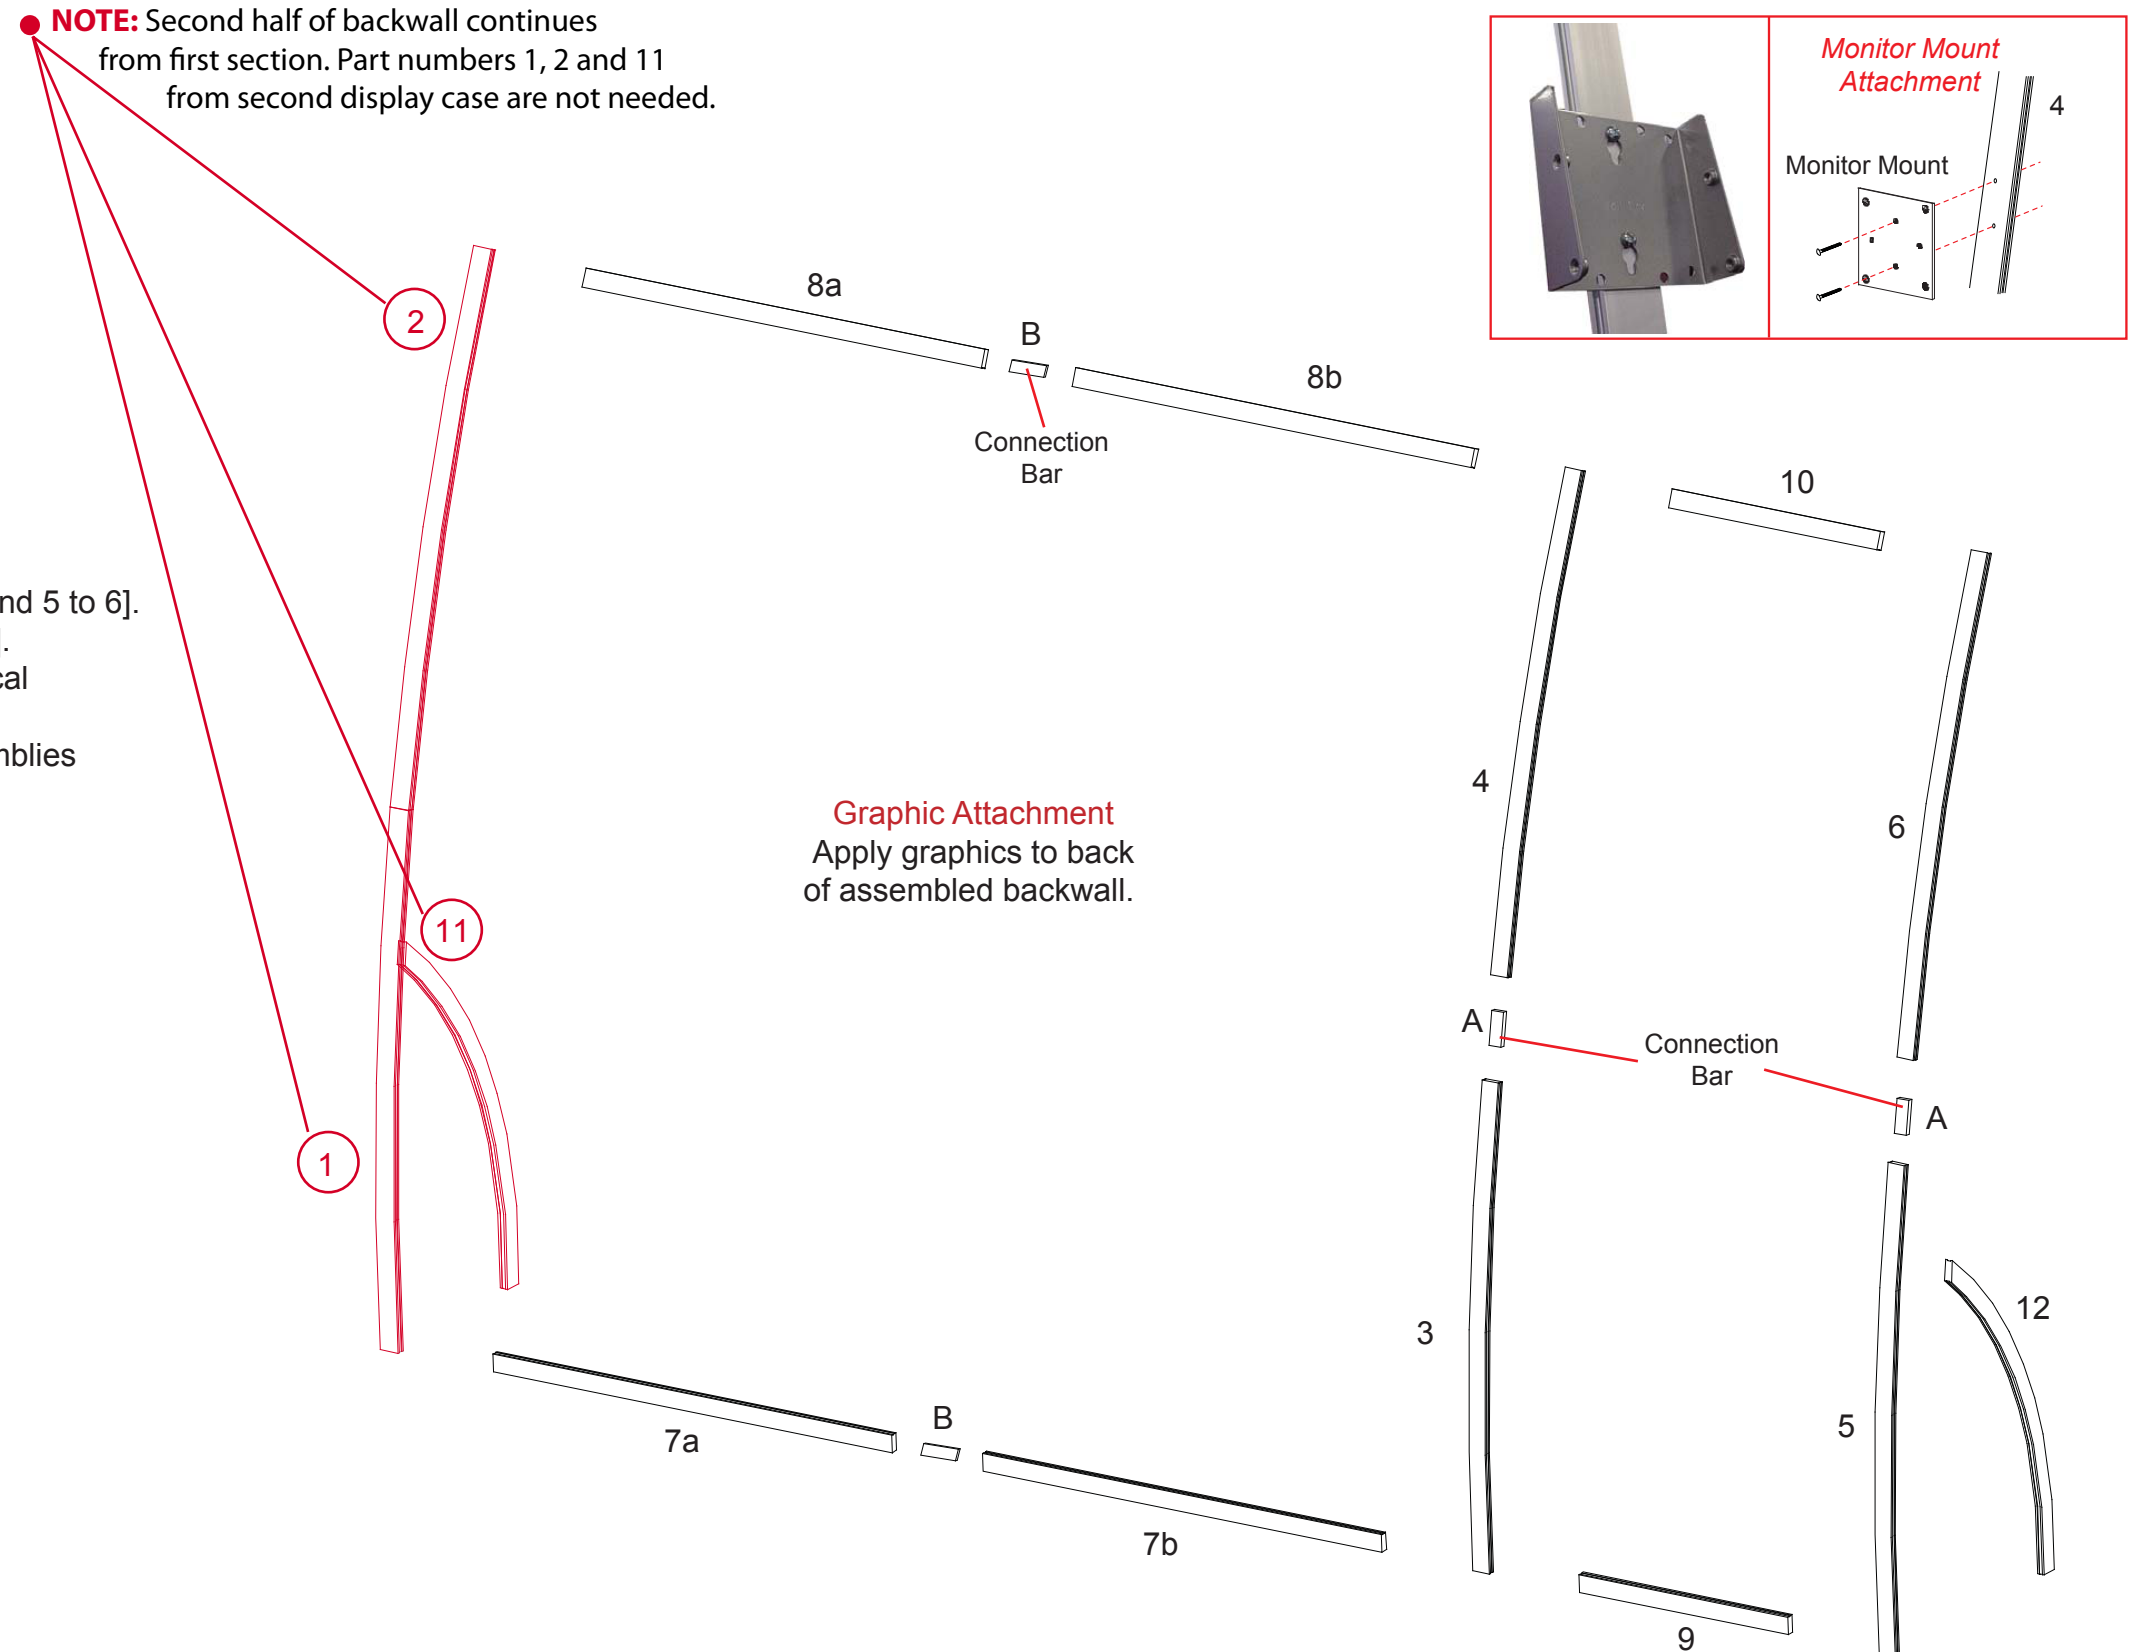 NOTE: Second half of backwall continues
from first section. Part numbers 1, 2 and 11
from second display case are not needed.
Monitor Mount
Attachment
4
Monitor Mount
2
8a
B
8b
Connection
Bar
10
nd 5 to 6].
].
cal
mblies
4
6
Graphic Attachment
Apply graphics to back
of assembled backwall.
11
A
Connection
Bar
A
1
3
12
5
7a
B
7b
9